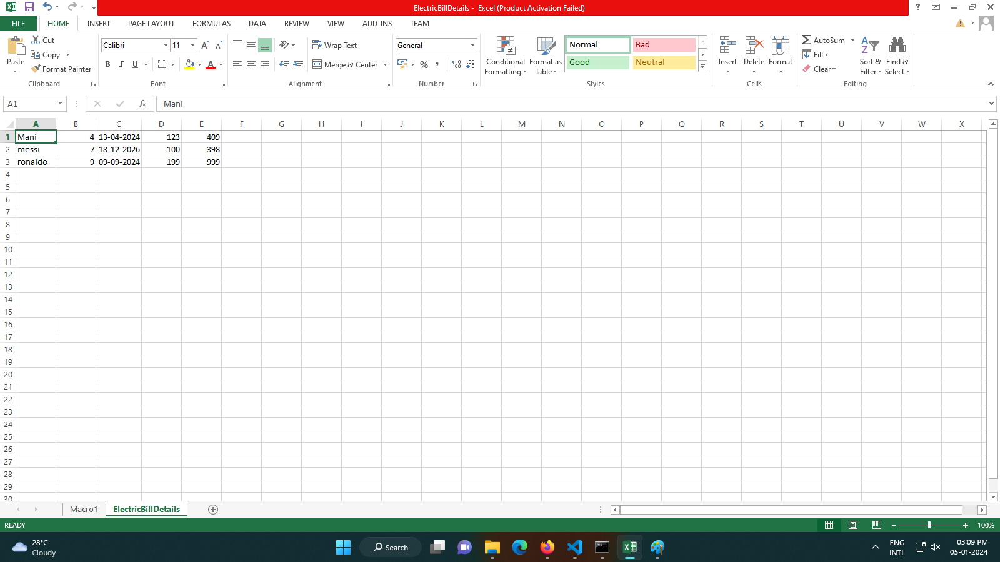 ElectricBillDetails - Excel (Product Activation Failed)
FILE HOME INSERT PAGE LAYOUT FORMULAS DATA REVIEW VIEW ADD-INS TEAM
Paste
Cut
Copy
Format Painter
Clipboard
Calibri 11
B I U
Font
Wrap Text
Merge & Center
Alignment
General
%
Number
Conditional Formatting
Format as Table
Normal Bad
Good Neutral
Styles
Insert Delete Format
Cells
AutoSum
Fill
Clear
Sort & Filter
Find & Select
Editing
A1 fx Mani
A B C D E F G H I J K L M N O P Q R S T U V W X
1 Mani 4 13-04-2024 123 409
2 messi 7 18-12-2026 100 398
3 ronaldo 9 09-09-2024 199 999
4
5
6
7
8
9
10
11
12
13
14
15
16
17
18
19
20
21
22
23
24
25
26
27
28
29
30
Macro1 ElectricBillDetails
READY 100%
28°C
Cloudy
Search
ENG
INTL
03:09 PM
05-01-2024